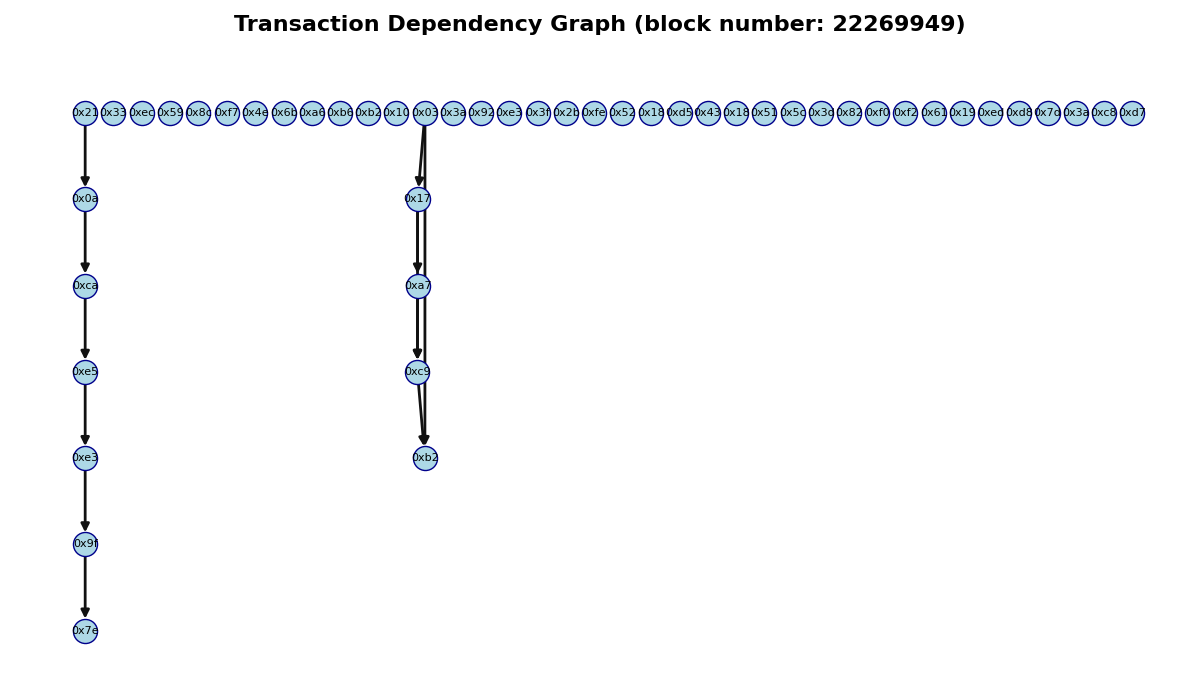 Transaction Dependency Graph (block number: 22269949)
0x21 0x33 0xec 0x59 0x8c 0xf7 0x4e 0x6b 0xa6 0xb6 0xb2 0x10 0x03 0x3a 0x92 0xe3 0x3f 0x2b 0xfe 0x52 0x18 0xd5 0x43 0x18 0x51 0x5c 0x3d 0x82 0xf0 0xf2 0x61 0x19 0xed 0xd8 0x7d 0x3a 0xc8 0xd7
0x0a 0x17
0xca 0xa7
0xe5 0xc9
0xe3 0xb2
0x9f
0x7e